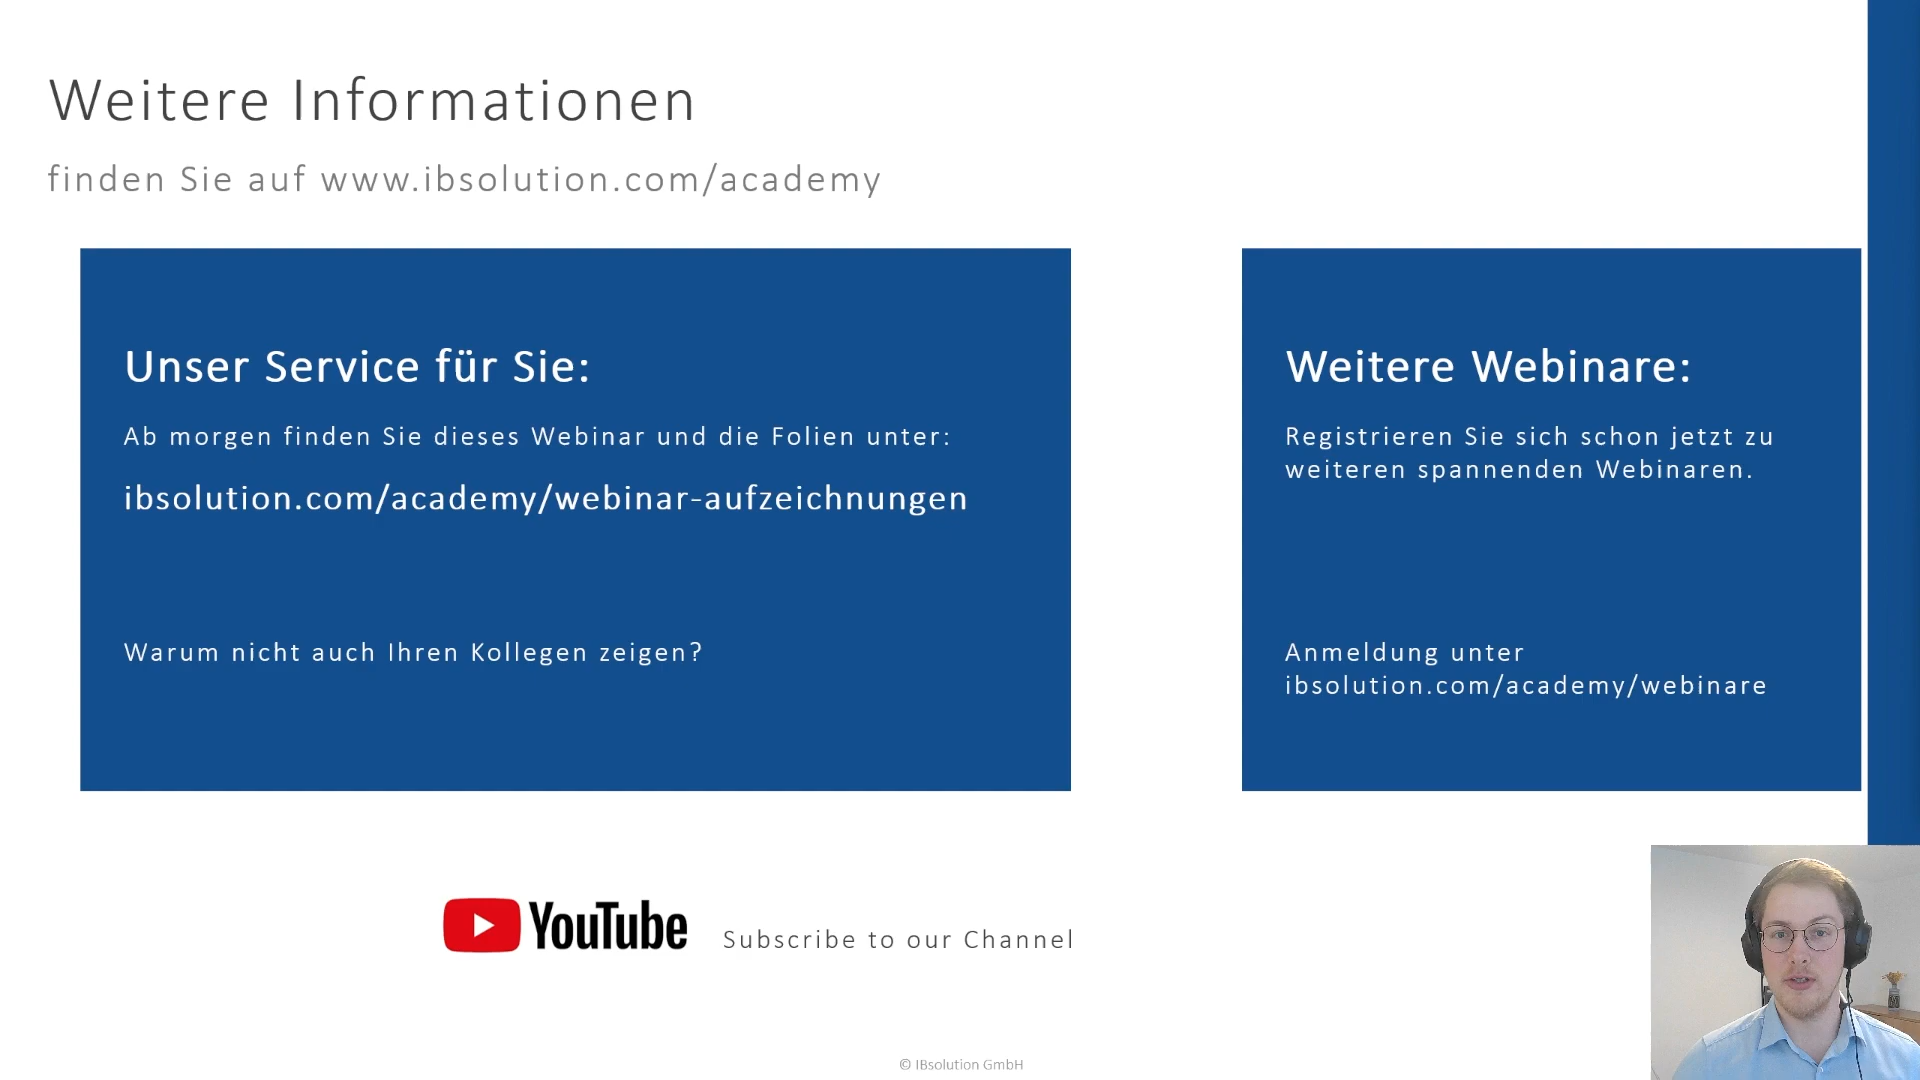 Weitere Informationen
finden Sie auf www.ibsolution.com/academy
Unser Service für Sie:
Ab morgen finden Sie dieses Webinar und die Folien unter:
ibsolution.com/academy/webinar-aufzeichnungen
Warum nicht auch Ihren Kollegen zeigen?
Weitere Webinare:
Registrieren Sie sich schon jetzt zu
weiteren spannenden Webinaren.
Anmeldung unter
ibsolution.com/academy/webinare
YouTube
Subscribe to our Channel
© IBsolution GmbH